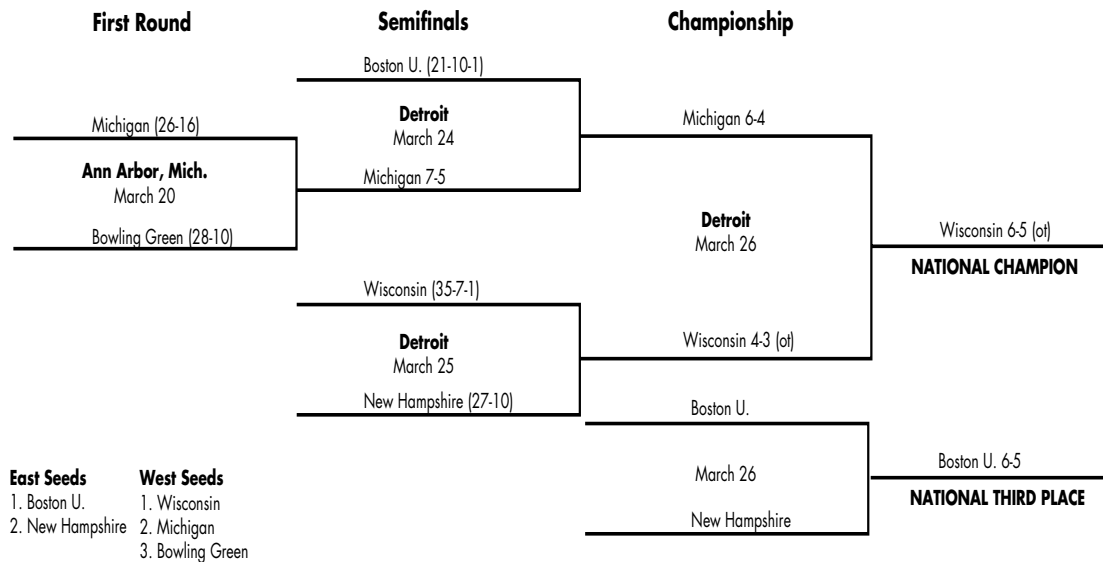 First Round
Semifinals
Championship
Boston U. (21-10-1)
Detroit
March 24
Michigan 7-5
Michigan (26-16)
Ann Arbor, Mich.
March 20
Bowling Green (28-10)
Michigan 6-4
Detroit
March 26
Wisconsin 6-5 (ot)
NATIONAL CHAMPION
Wisconsin (35-7-1)
Detroit
March 25
New Hampshire (27-10)
Wisconsin 4-3 (ot)
Boston U.
March 26
New Hampshire
Boston U. 6-5
NATIONAL THIRD PLACE
East Seeds
1. Boston U.
2. New Hampshire
West Seeds
1. Wisconsin
2. Michigan
3. Bowling Green